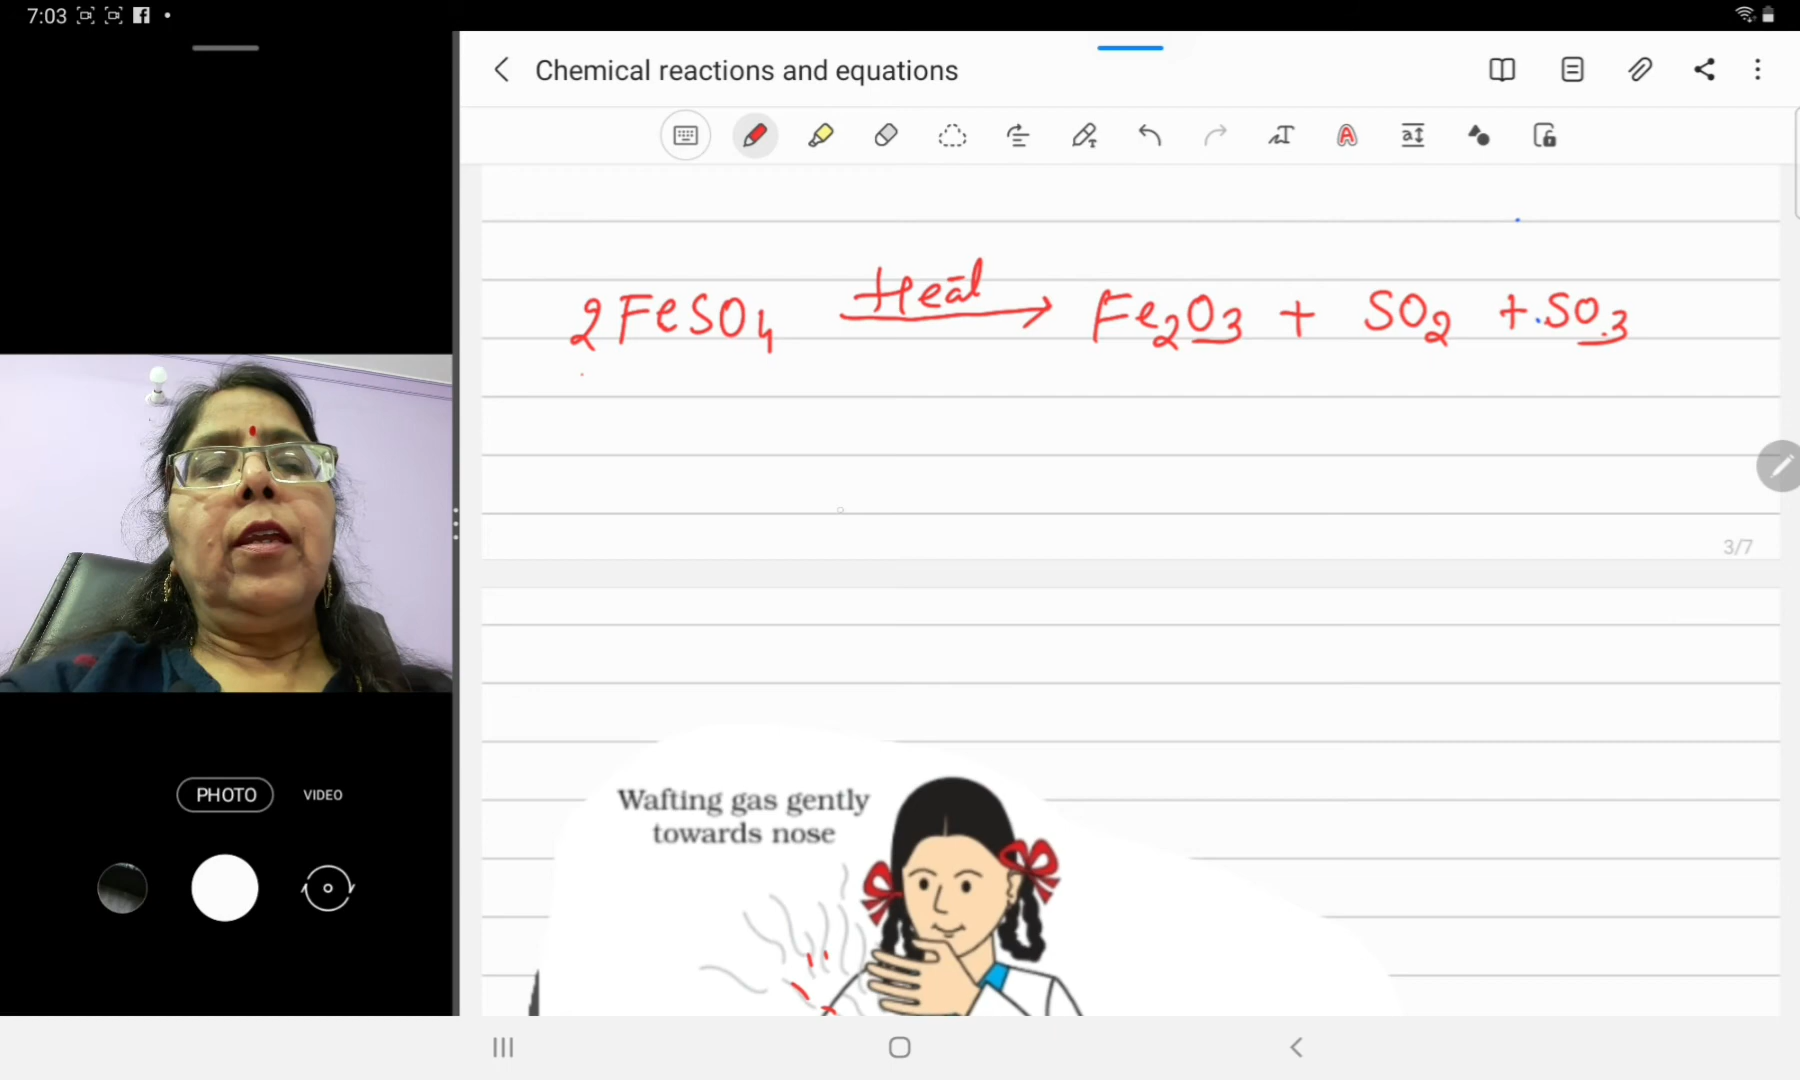 7:03
Chemical reactions and equations
2FeSO4 Heat → Fe2O3 + SO2 + SO3
3/7
Wafting gas gently
towards nose
PHOTO VIDEO